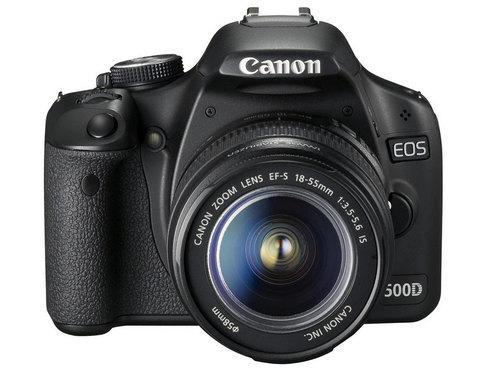 Canon
EOS
CANON ZOOM LENS EF-S 18-55mm 1:3.5-5.6 IS
Ø58mm
CANON INC.
500D